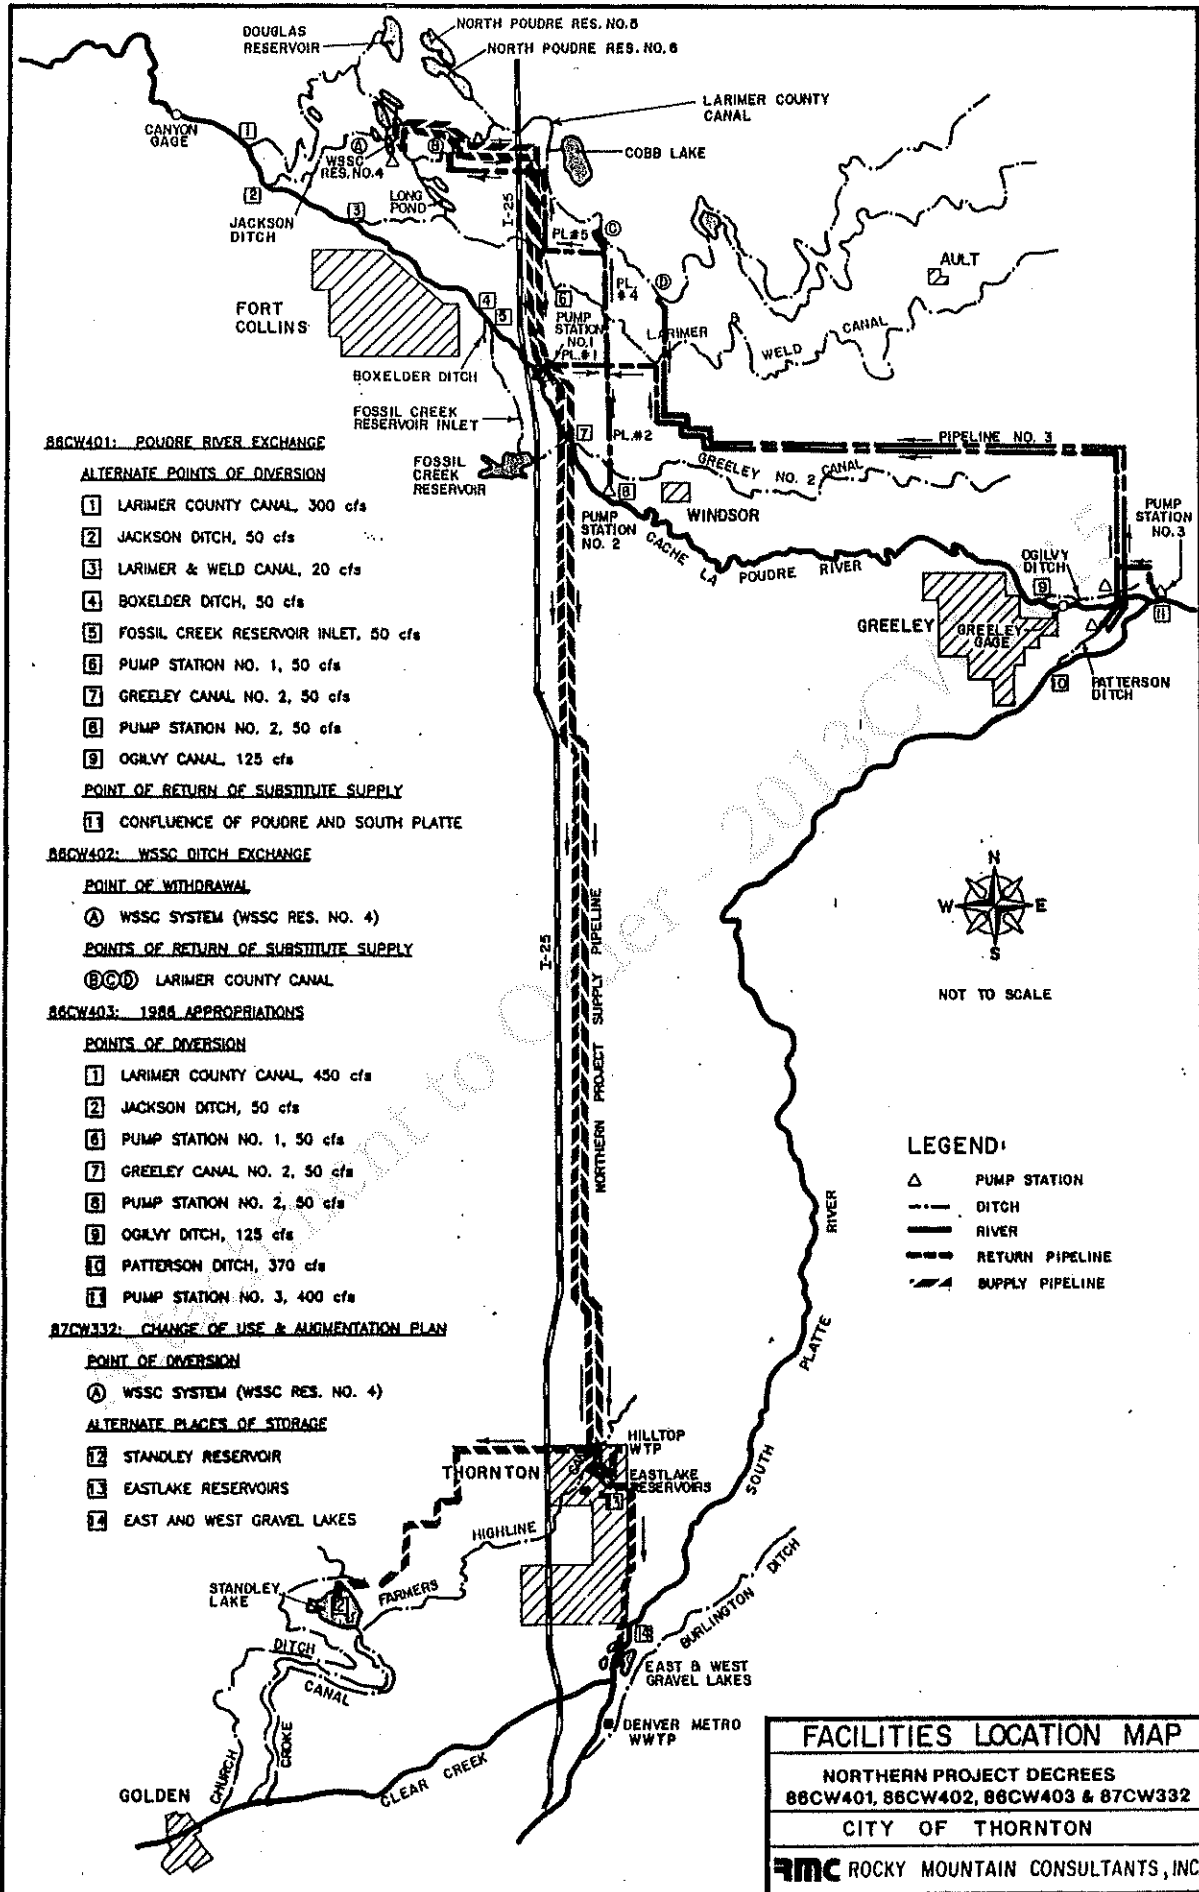 DOUGLAS
RESERVOIR
NORTH POUDRE RES. NO. 5
NORTH POUDRE RES. NO. 6
LARIMER COUNTY
CANAL
COBB LAKE
CANYON
GAGE
1
A
WSSC
RES. NO. 4
B
LONG
POND
2
JACKSON
DITCH
3
I-25
PL.#5
C
PL.
#4
D
AULT
FORT
COLLINS
4
5
6
PUMP
STATION
NO. 1
PL.#1
LARIMER
B
WELD
CANAL
BOXELDER DITCH
FOSSIL CREEK
RESERVOIR INLET
7
PL.#2
PIPELINE NO. 3
GREELEY NO. 2 CANAL
FOSSIL
CREEK
RESERVOIR
8
PUMP
STATION
NO. 2
WINDSOR
CACHE LA POUDRE RIVER
PUMP
STATION
NO. 3
OGILVY
DITCH
9
11
GREELEY
GREELEY
GAGE
10
PATTERSON
DITCH
86CW401: POUDRE RIVER EXCHANGE
ALTERNATE POINTS OF DIVERSION
1 LARIMER COUNTY CANAL, 300 cfs
2 JACKSON DITCH, 50 cfs
3 LARIMER & WELD CANAL, 20 cfs
4 BOXELDER DITCH, 50 cfs
5 FOSSIL CREEK RESERVOIR INLET, 50 cfs
6 PUMP STATION NO. 1, 50 cfs
7 GREELEY CANAL NO. 2, 50 cfs
8 PUMP STATION NO. 2, 50 cfs
9 OGILVY CANAL, 125 cfs
POINT OF RETURN OF SUBSTITUTE SUPPLY
11 CONFLUENCE OF POUDRE AND SOUTH PLATTE
86CW402: WSSC DITCH EXCHANGE
POINT OF WITHDRAWAL
A WSSC SYSTEM (WSSC RES. NO. 4)
POINTS OF RETURN OF SUBSTITUTE SUPPLY
B C D LARIMER COUNTY CANAL
86CW403: 1986 APPROPRIATIONS
POINTS OF DIVERSION
1 LARIMER COUNTY CANAL, 450 cfs
2 JACKSON DITCH, 50 cfs
6 PUMP STATION NO. 1, 50 cfs
7 GREELEY CANAL NO. 2, 50 cfs
8 PUMP STATION NO. 2, 50 cfs
9 OGILVY DITCH, 125 cfs
10 PATTERSON DITCH, 370 cfs
11 PUMP STATION NO. 3, 400 cfs
87CW332: CHANGE OF USE & AUGMENTATION PLAN
POINT OF DIVERSION
A WSSC SYSTEM (WSSC RES. NO. 4)
ALTERNATE PLACES OF STORAGE
12 STANDLEY RESERVOIR
13 EASTLAKE RESERVOIRS
14 EAST AND WEST GRAVEL LAKES
I-25
NORTHERN PROJECT SUPPLY PIPELINE
N
W E
S
NOT TO SCALE
LEGEND:
PUMP STATION
DITCH
RIVER
RETURN PIPELINE
SUPPLY PIPELINE
SOUTH PLATTE RIVER
Attachment to Order - 2013CV
HILLTOP
WTP
THORNTON
EASTLAKE
RESERVOIRS
13
FARMERS HIGHLINE
STANDLEY
LAKE
12
DITCH
CANAL
CHURCH
CROKE
14
BURLINGTON DITCH
EAST & WEST
GRAVEL LAKES
DENVER METRO
WWTP
CLEAR CREEK
GOLDEN
FACILITIES LOCATION MAP
NORTHERN PROJECT DECREES
86CW401, 86CW402, 86CW403 & 87CW332
CITY OF THORNTON
RMC ROCKY MOUNTAIN CONSULTANTS, INC